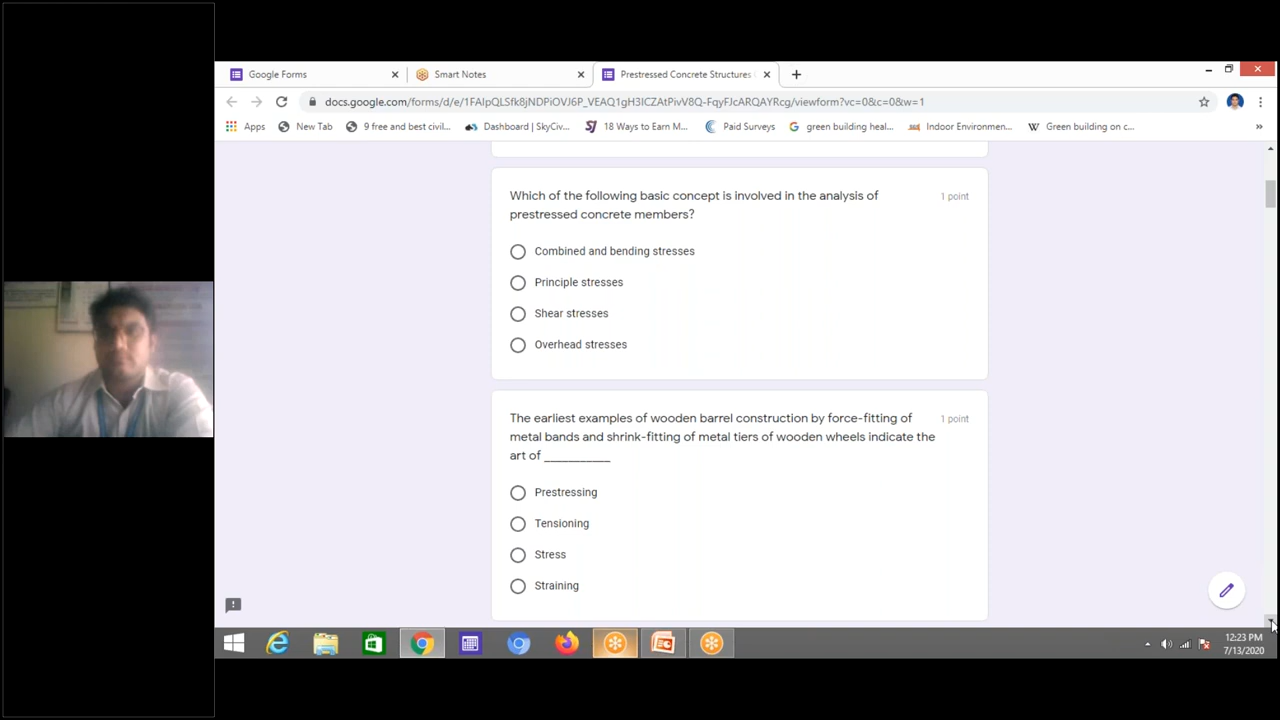 Google Forms
Smart Notes
Prestressed Concrete Structures
docs.google.com/forms/d/e/1FAIpQLSfk8jNDPiOVJ6P_VEAQ1gH3ICZAtPivV8Q-FqyFJcARQAYRcg/viewform?vc=0&c=0&w=1
Apps
New Tab
9 free and best civil...
Dashboard | SkyCiv...
18 Ways to Earn M...
Paid Surveys
green building heal...
Indoor Environmen...
Green building on c...
»
Which of the following basic concept is involved in the analysis of
prestressed concrete members?
1 point
Combined and bending stresses
Principle stresses
Shear stresses
Overhead stresses
The earliest examples of wooden barrel construction by force-fitting of
metal bands and shrink-fitting of metal tiers of wooden wheels indicate the
art of ___________
1 point
Prestressing
Tensioning
Stress
Straining
12:23 PM
7/13/2020